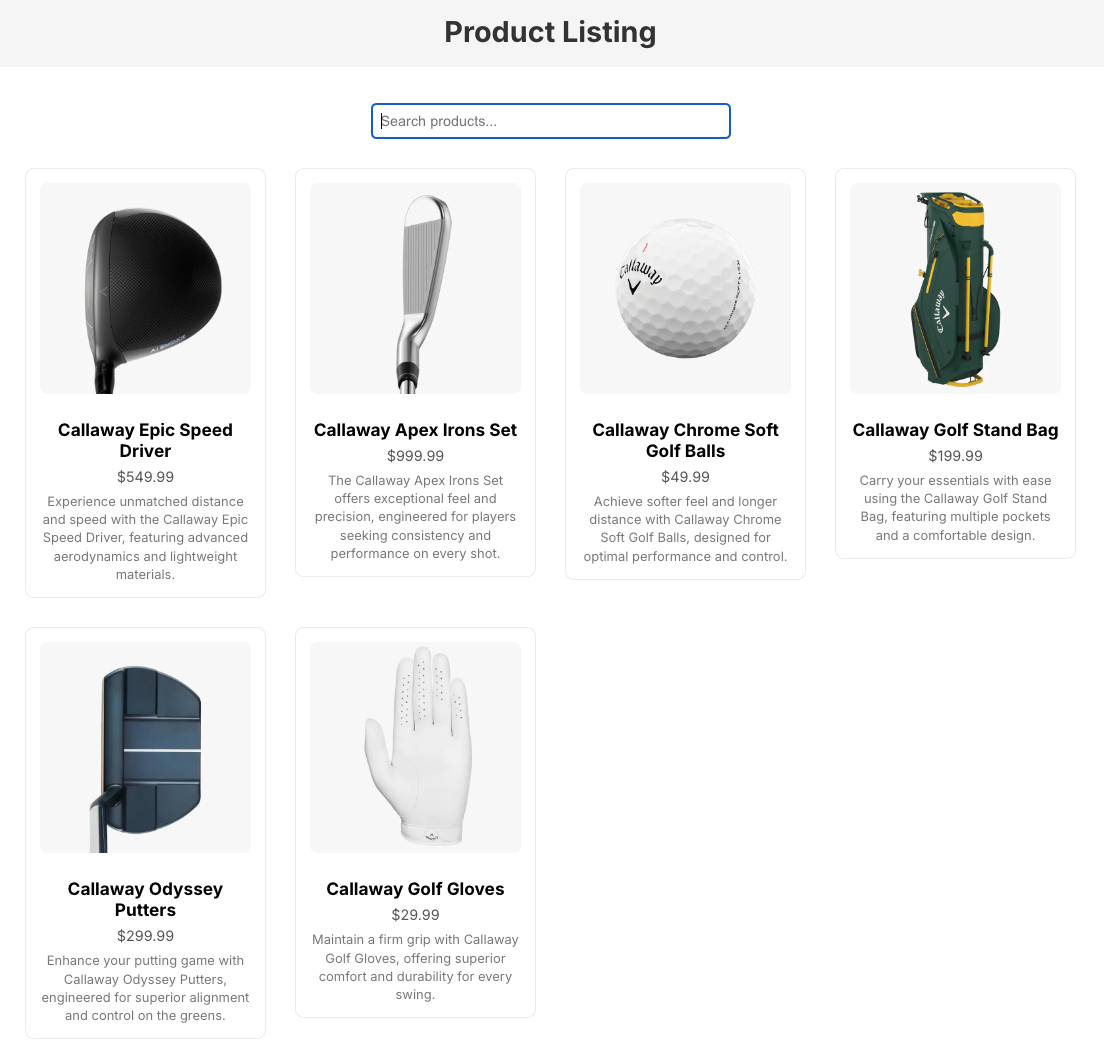 Product Listing
Search products...
Callaway
Callaway
Callaway Epic Speed
Driver
$549.99
Experience unmatched distance
and speed with the Callaway Epic
Speed Driver, featuring advanced
aerodynamics and lightweight
materials.
Callaway Apex Irons Set
$999.99
The Callaway Apex Irons Set
offers exceptional feel and
precision, engineered for players
seeking consistency and
performance on every shot.
Callaway Chrome Soft
Golf Balls
$49.99
Achieve softer feel and longer
distance with Callaway Chrome
Soft Golf Balls, designed for
optimal performance and control.
Callaway Golf Stand Bag
$199.99
Carry your essentials with ease
using the Callaway Golf Stand
Bag, featuring multiple pockets
and a comfortable design.
Callaway Odyssey
Putters
$299.99
Enhance your putting game with
Callaway Odyssey Putters,
engineered for superior alignment
and control on the greens.
Callaway Golf Gloves
$29.99
Maintain a firm grip with Callaway
Golf Gloves, offering superior
comfort and durability for every
swing.